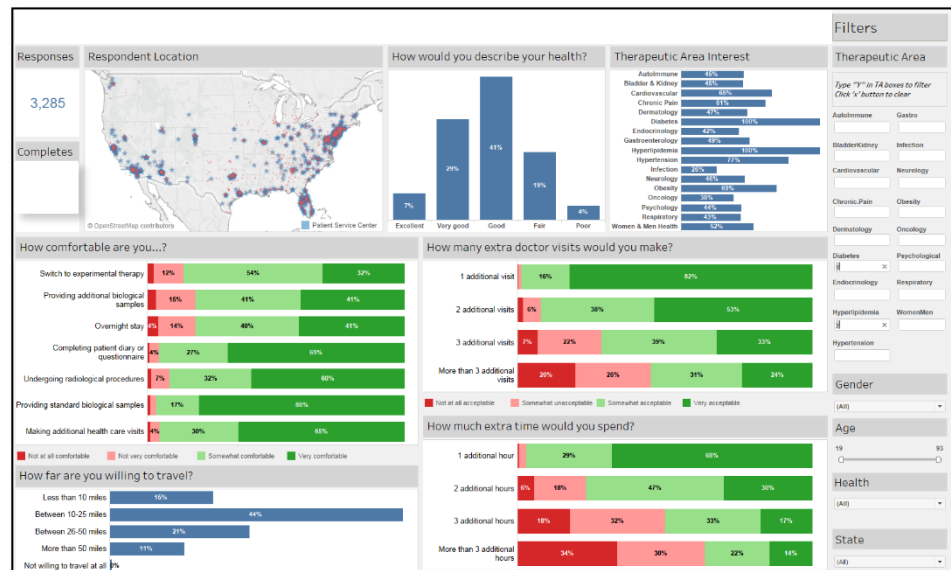 Filters
Responses
3,285
Completes
Respondent Location
© OpenStreetMap contributors
Patient Service Center
How would you describe your health?
7%
29%
41%
19%
4%
Excellent
Very good
Good
Fair
Poor
Therapeutic Area Interest
AutoImmune 46%
Bladder & Kidney 45%
Cardiovascular 66%
Chronic Pain 61%
Dermatology 47%
Diabetes 100%
Endocrinology 42%
Gastroenterology 49%
Hyperlipidemia 100%
Hypertension 77%
Infection 26%
Neurology 46%
Obesity 69%
Oncology 38%
Psychology 44%
Respiratory 43%
Women & Men Health 52%
Therapeutic Area
Type "Y" in TA boxes to filter
Click 'x' button to clear
AutoImmune Gastro
BladderKidney Infection
Cardiovascular Neurology
Chronic.Pain Obesity
Dermatology Oncology
Diabetes Psychological
Endocrinology Respiratory
Hyperlipidemia WomenMen
Hypertension
Gender
(All)
Age
19 93
Health
(All)
State
(All)
How comfortable are you...?
Switch to experimental therapy 12% 54% 32%
Providing additional biological
samples 15% 41% 41%
Overnight stay 4% 14% 40% 41%
Completing patient diary or
questionnaire 4% 27% 69%
Undergoing radiological procedures 7% 32% 60%
Providing standard biological samples 17% 80%
Making additional health care visits 4% 30% 65%
Not at all comfortable Not very comfortable Somewhat comfortable Very comfortable
How many extra doctor visits would you make?
1 additional visit 16% 82%
2 additional visits 6% 38% 53%
3 additional visits 7% 22% 39% 33%
More than 3 additional
visits 20% 26% 31% 24%
Not at all acceptable Somewhat unacceptable Somewhat acceptable Very acceptable
How far are you willing to travel?
Less than 10 miles 15%
Between 10-25 miles 44%
Between 26-50 miles 21%
More than 50 miles 11%
Not willing to travel at all
How much extra time would you spend?
1 additional hour 29% 68%
2 additional hours 6% 18% 47% 30%
3 additional hours 18% 32% 33% 17%
More than 3 additional
hours 34% 30% 22% 14%